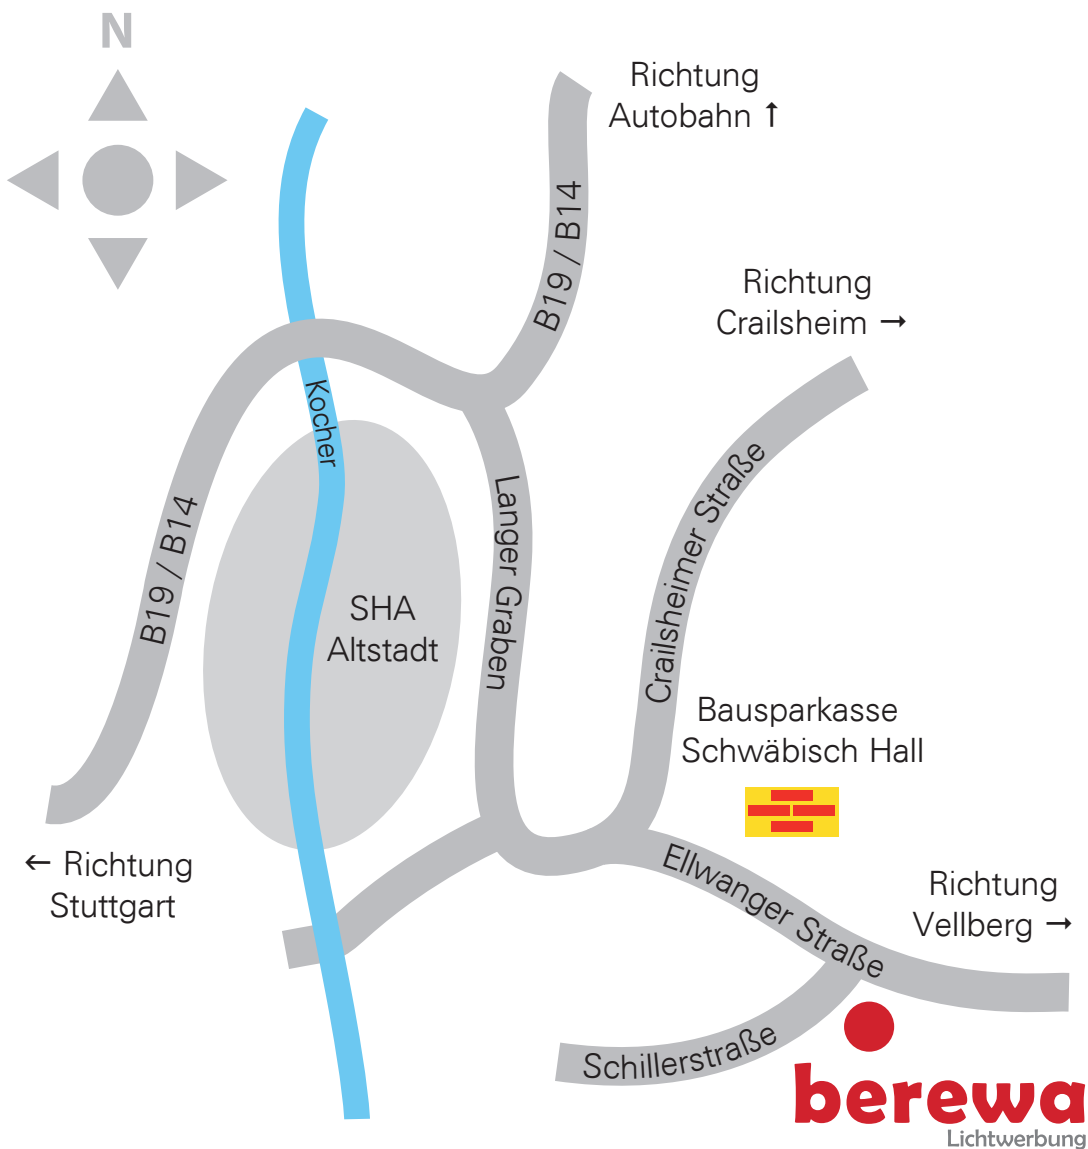 N
Richtung
Autobahn ↑
B19 / B14
Richtung
Crailsheim →
Kocher
Langer Graben
Crailsheimer Straße
B19 / B14
SHA
Altstadt
Bausparkasse
Schwäbisch Hall
← Richtung
Stuttgart
Ellwanger Straße
Richtung
Vellberg →
Schillerstraße
berewa
Lichtwerbung